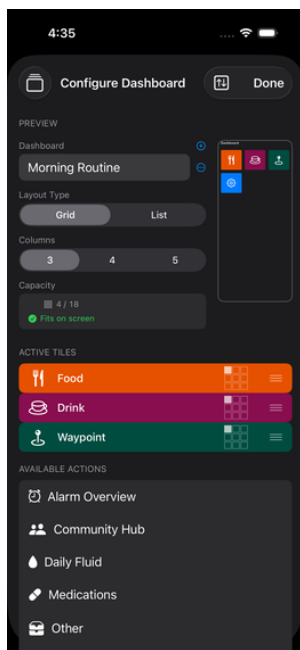 4:35
Configure Dashboard
Done
PREVIEW
Dashboard
Morning Routine
Layout Type
Grid
List
Columns
3
4
5
Capacity
4 / 18
Fits on screen
Dashboard
ACTIVE TILES
Food
Drink
Waypoint
AVAILABLE ACTIONS
Alarm Overview
Community Hub
Daily Fluid
Medications
Other